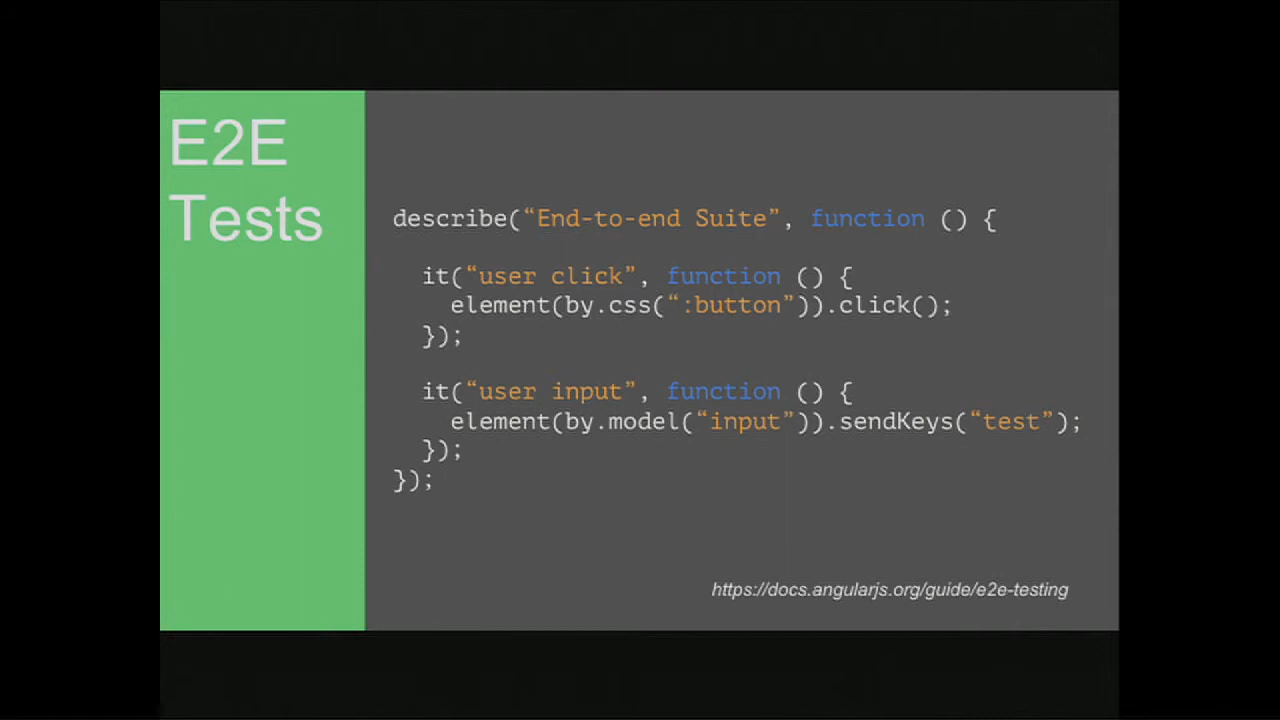 E2E
Tests
describe(“End-to-end Suite”, function () {
it(“user click”, function () {
element(by.css(“:button”)).click();
});
it(“user input”, function () {
element(by.model(“input”)).sendKeys(“test”);
});
});
https://docs.angularjs.org/guide/e2e-testing